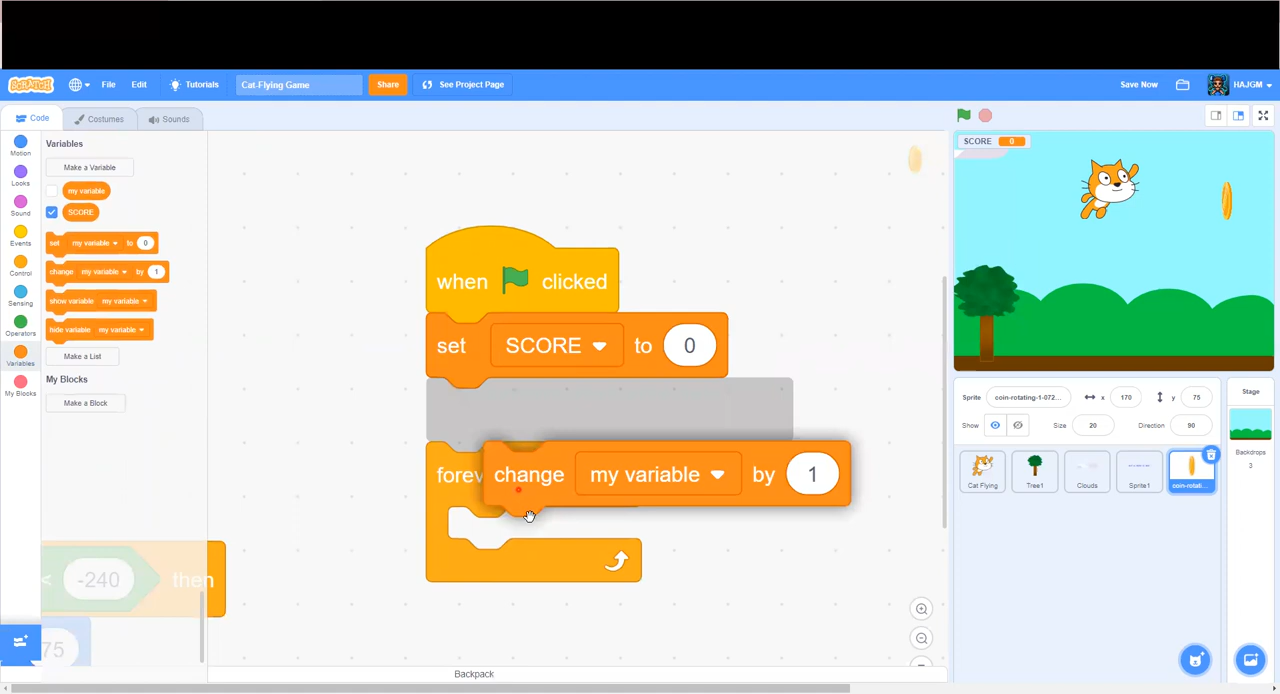 SCRATCH File Edit Tutorials Cat-Flying Game Share See Project Page Save Now HAJGM
Code Costumes Sounds
Motion
Looks
Sound
Events
Control
Sensing
Operators
Variables
My Blocks
Variables
Make a Variable
my variable
SCORE
set my variable to 0
change my variable by 1
show variable my variable
hide variable my variable
Make a List
My Blocks
Make a Block
< -240 then
75
when clicked
set SCORE to 0
forev
change my variable by 1
Backpack
SCORE 0
Sprite coin-rotating-1-072... x 170 y 75
Show Size 20 Direction 90
Cat Flying Tree1 Clouds Sprite1 coin-rotati...
Stage
Backdrops
3